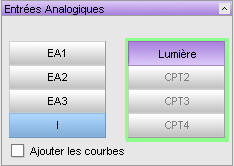 Entrées Analogiques
EA1
Lumière
EA2
CPT2
EA3
CPT3
I
CPT4
Ajouter les courbes